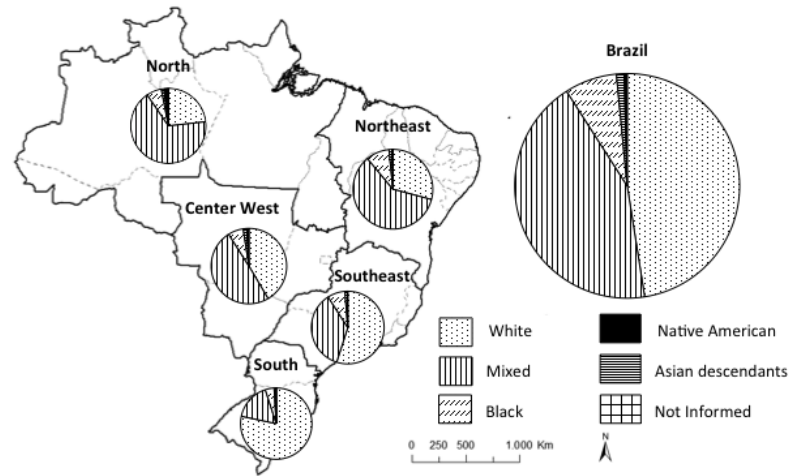 Brazil
North
Northeast
Center West
Southeast
South
White
Mixed
Black
Native American
Asian descendants
Not Informed
0 250 500 1.000 Km
N